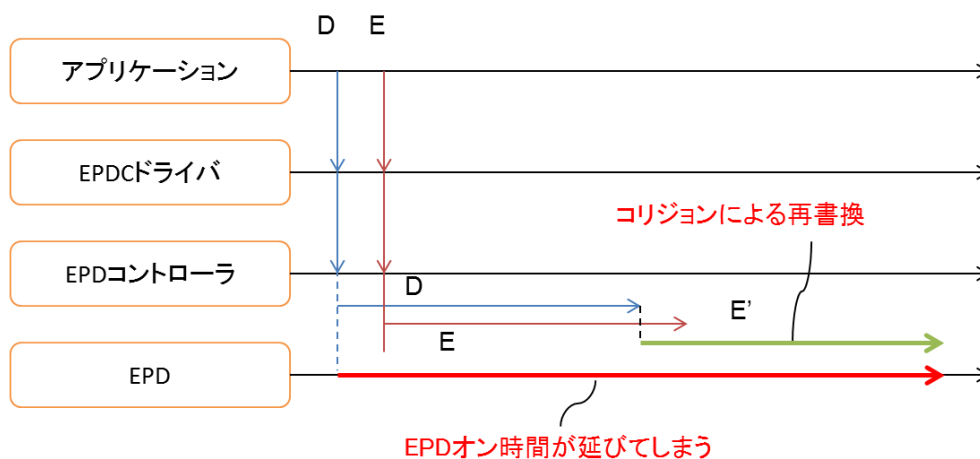 D E
アプリケーション
EPDCドライバ
コリジョンによる再書換
EPDコントローラ
D
E'
E
EPD
EPDオン時間が延びてしまう